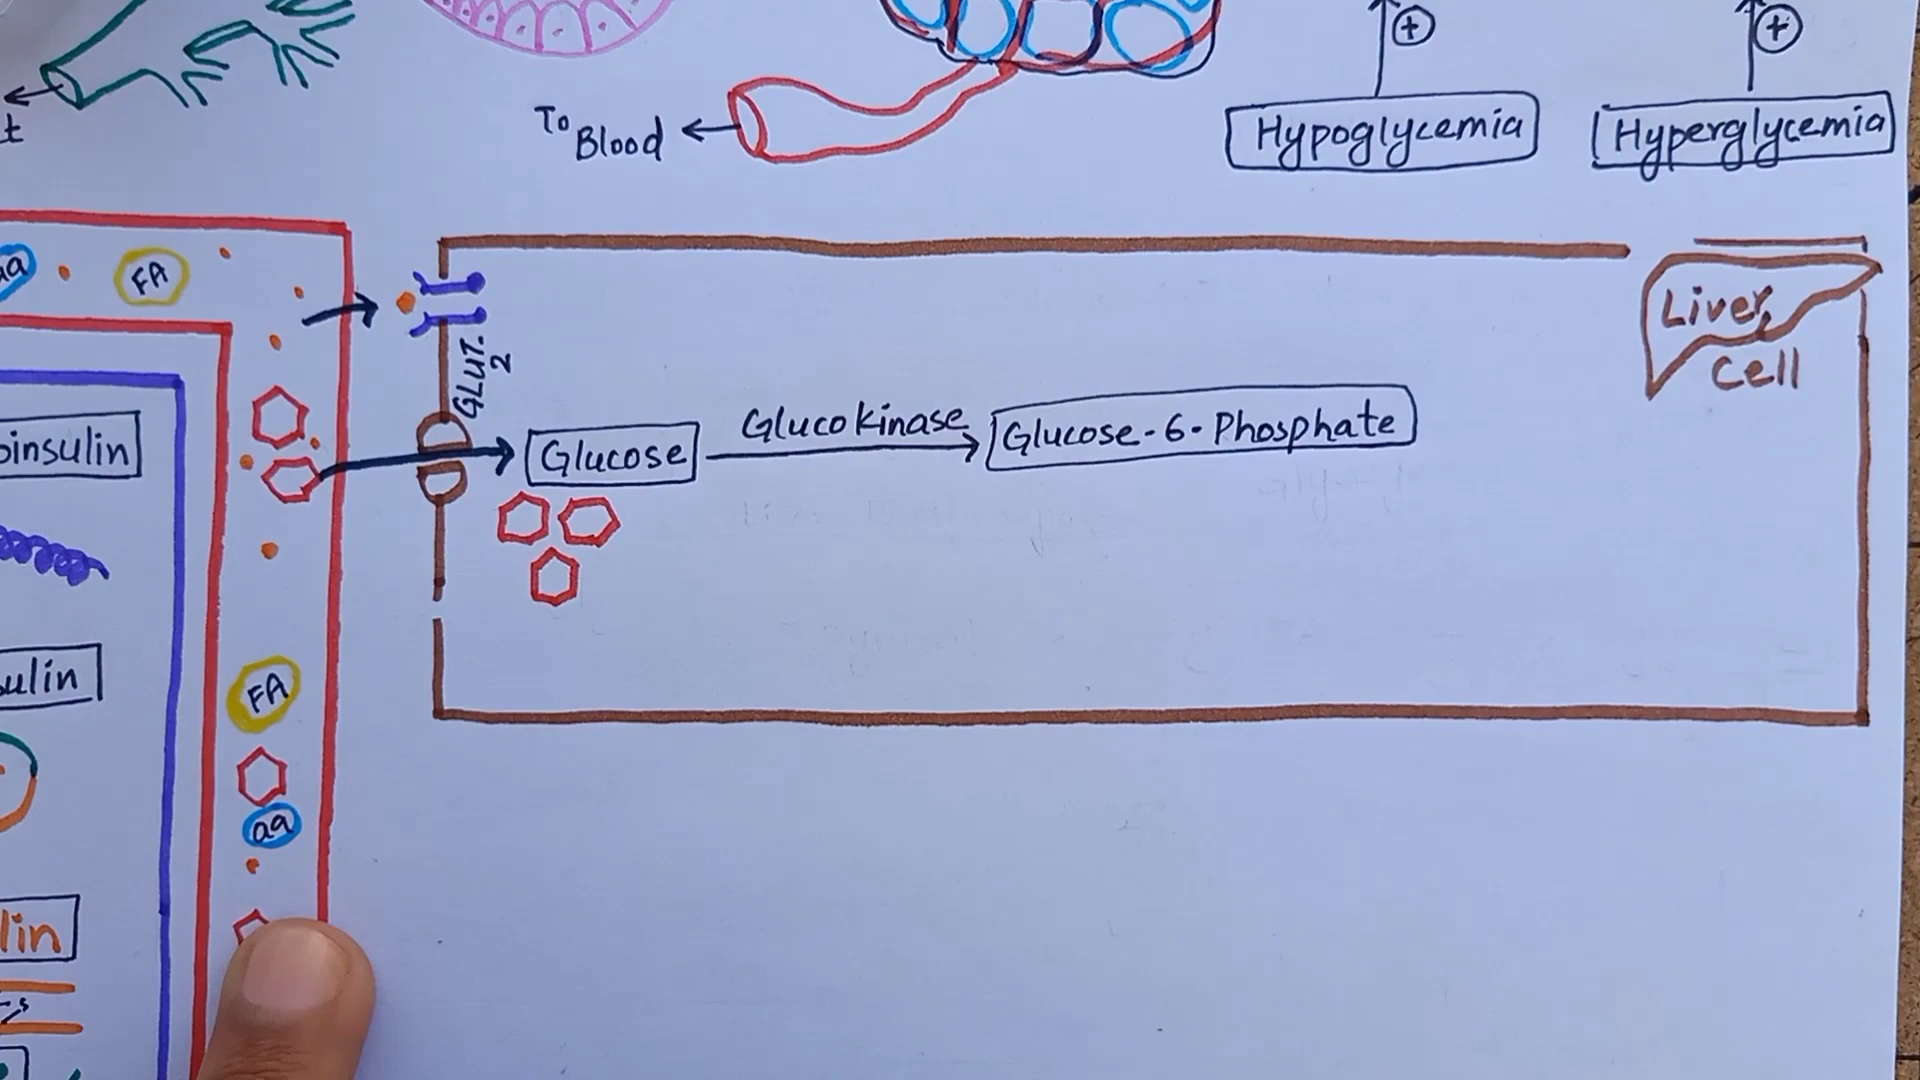 To
Blood
Hypoglycemia
Hyperglycemia
+
+
FA
Liver
Cell
GLUT.
2
Glucose
Glucokinase
Glucose-6-Phosphate
FA
aa